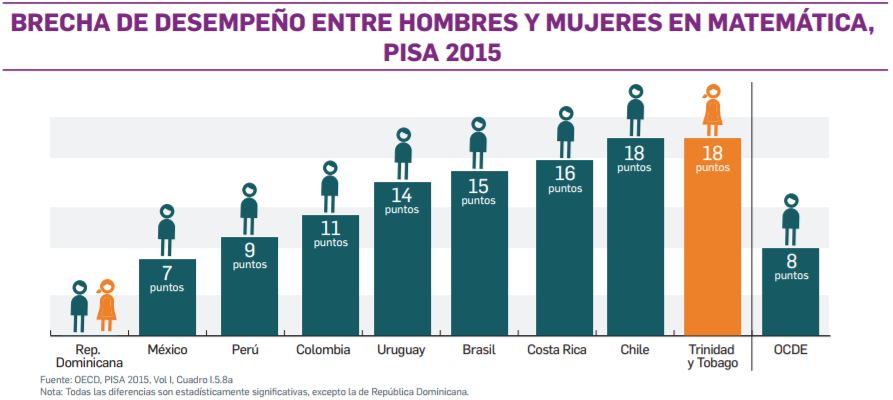 BRECHA DE DESEMPEÑO ENTRE HOMBRES Y MUJERES EN MATEMÁTICA,
PISA 2015
7
puntos
9
puntos
11
puntos
14
puntos
15
puntos
16
puntos
18
puntos
18
puntos
8
puntos
Rep.
Dominicana
México
Perú
Colombia
Uruguay
Brasil
Costa Rica
Chile
Trinidad
y Tobago
OCDE
Fuente: OECD, PISA 2015, Vol I, Cuadro I.5.8a
Nota: Todas las diferencias son estadísticamente significativas, excepto la de República Dominicana.